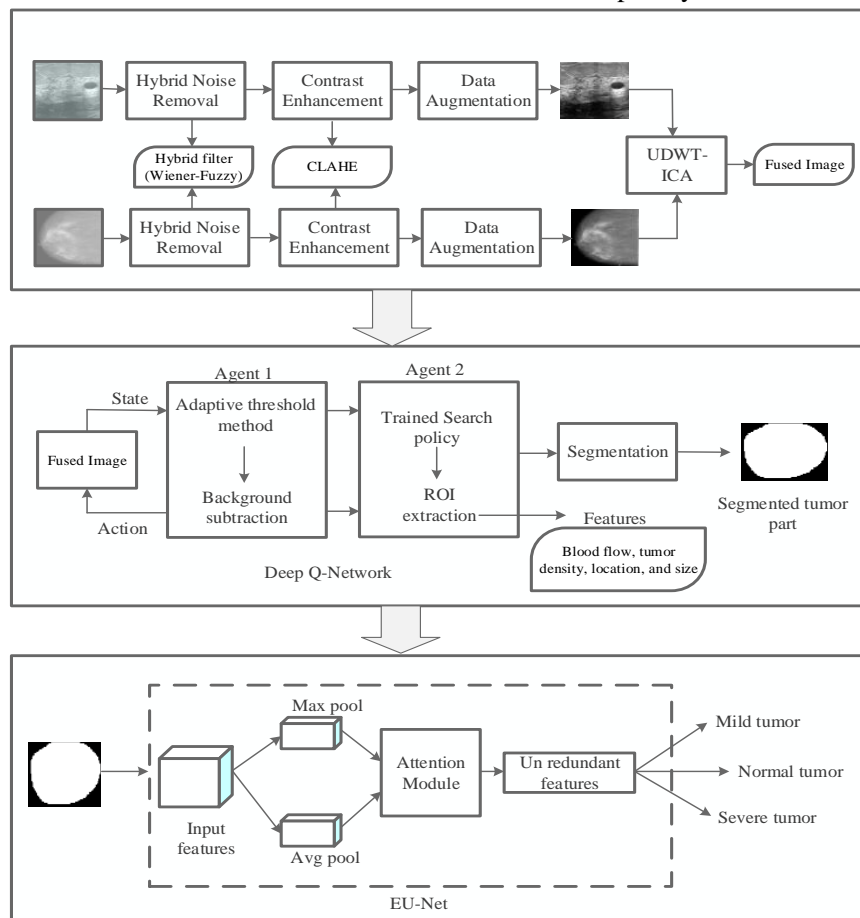 Hybrid Noise
Removal
Contrast
Enhancement
Data
Augmentation
Hybrid filter
(Wiener-Fuzzy)
CLAHE
UDWT-
ICA
Fused Image
Hybrid Noise
Removal
Contrast
Enhancement
Data
Augmentation
Agent 1
Agent 2
State
Fused Image
Action
Adaptive threshold
method
Background
subtraction
Trained Search
policy
ROI
extraction
Segmentation
Segmented tumor
part
Features
Blood flow, tumor
density, location, and size
Deep Q-Network
Max pool
Input
features
Avg pool
Attention
Module
Un redundant
features
Mild tumor
Normal tumor
Severe tumor
EU-Net